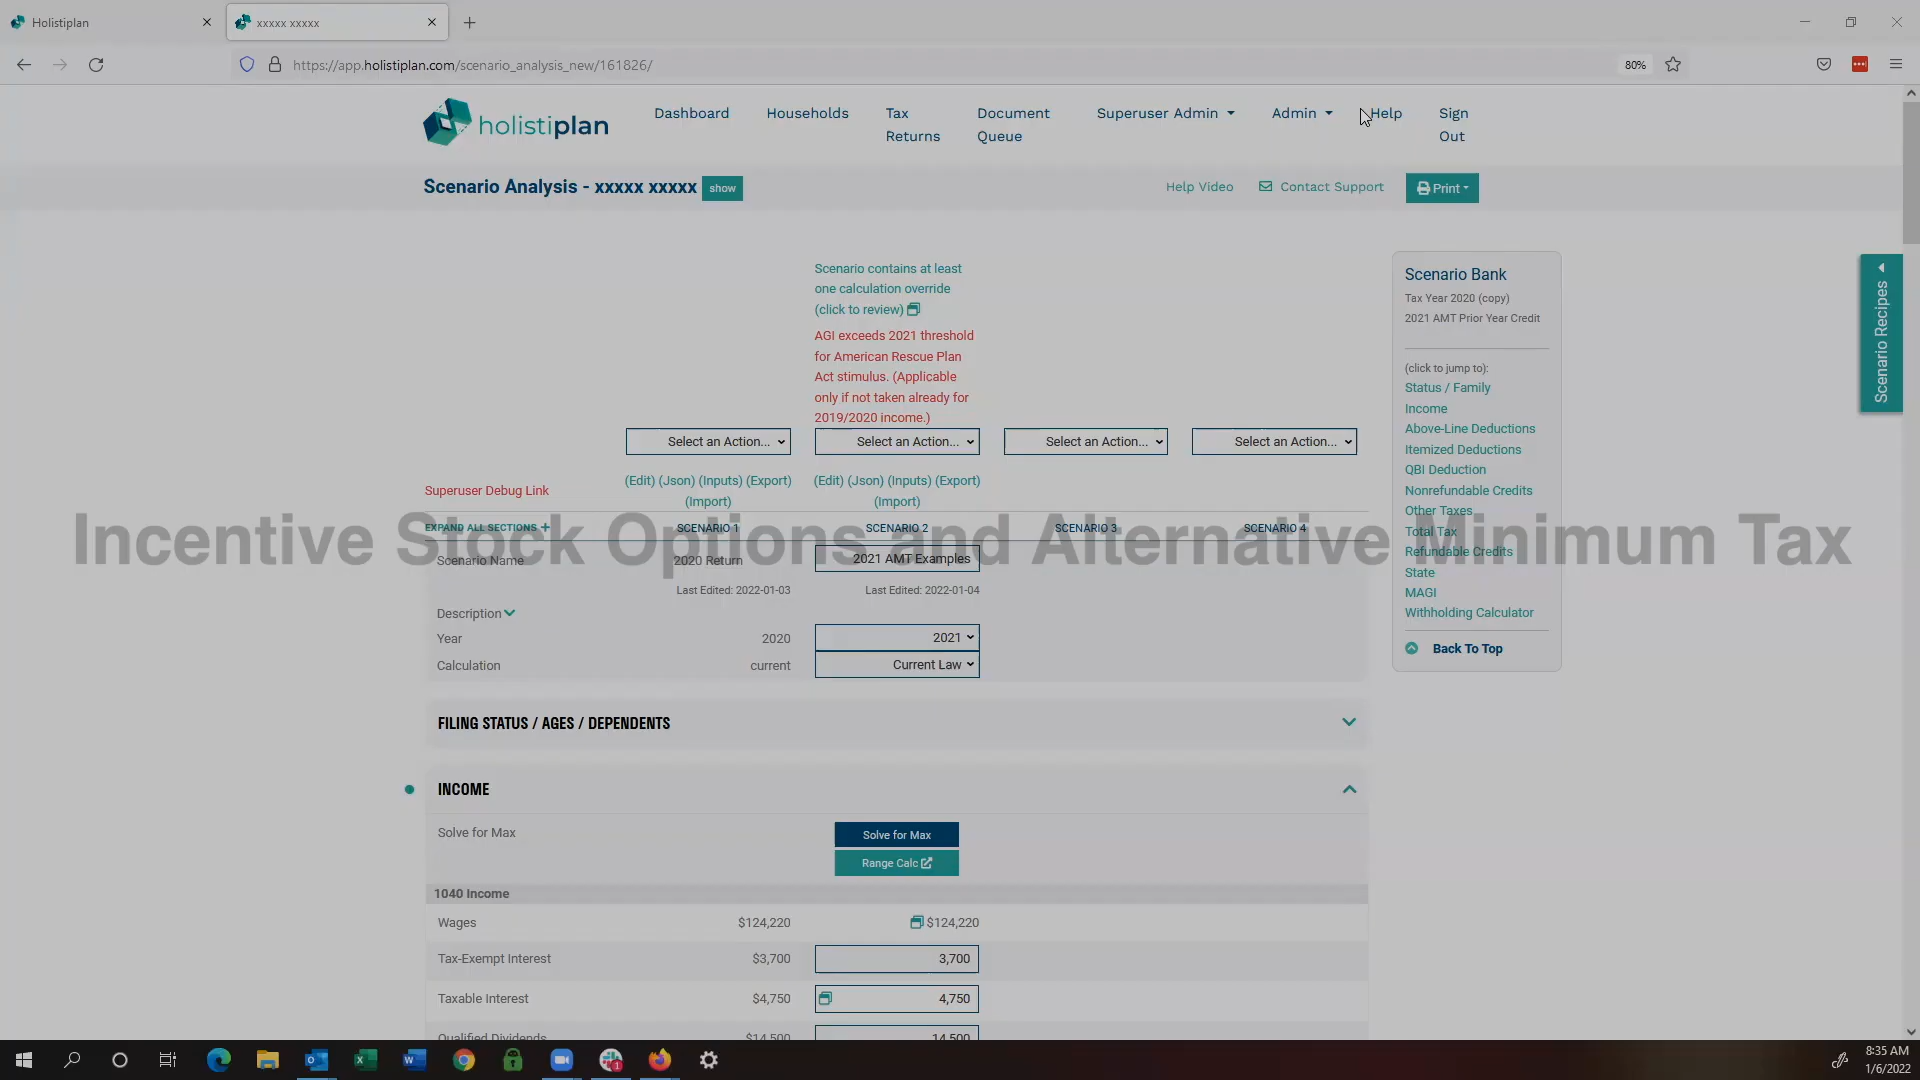 Holistiplan
xxxxx xxxxx
https://app.holistiplan.com/scenario_analysis_new/161826/
80%
holistiplan
Dashboard
Households
Tax
Returns
Document
Queue
Superuser Admin
Admin
Help
Sign
Out
Scenario Analysis - xxxxx xxxxx
show
Help Video
Contact Support
Print
Scenario contains at least
one calculation override
(click to review)
AGI exceeds 2021 threshold
for American Rescue Plan
Act stimulus. (Applicable
only if not taken already for
2019/2020 income.)
Select an Action...
Select an Action...
Select an Action...
Select an Action...
Superuser Debug Link
(Edit) (Json) (Inputs) (Export)
(Import)
(Edit) (Json) (Inputs) (Export)
(Import)
EXPAND ALL SECTIONS +
SCENARIO 1
SCENARIO 2
SCENARIO 3
SCENARIO 4
Incentive Stock Options and Alternative Minimum Tax
Scenario Name
2020 Return
2021 AMT Examples
Last Edited: 2022-01-03
Last Edited: 2022-01-04
Description
Year
2020
2021
Calculation
current
Current Law
FILING STATUS / AGES / DEPENDENTS
INCOME
Solve for Max
Solve for Max
Range Calc
1040 Income
Wages
$124,220
$124,220
Tax-Exempt Interest
$3,700
3,700
Taxable Interest
$4,750
4,750
Qualified Dividends
$14,500
14,500
Scenario Bank
Tax Year 2020 (copy)
2021 AMT Prior Year Credit
(click to jump to):
Status / Family
Income
Above-Line Deductions
Itemized Deductions
QBI Deduction
Nonrefundable Credits
Other Taxes
Total Tax
Refundable Credits
State
MAGI
Withholding Calculator
Back To Top
Scenario Recipes
8:35 AM
1/6/2022